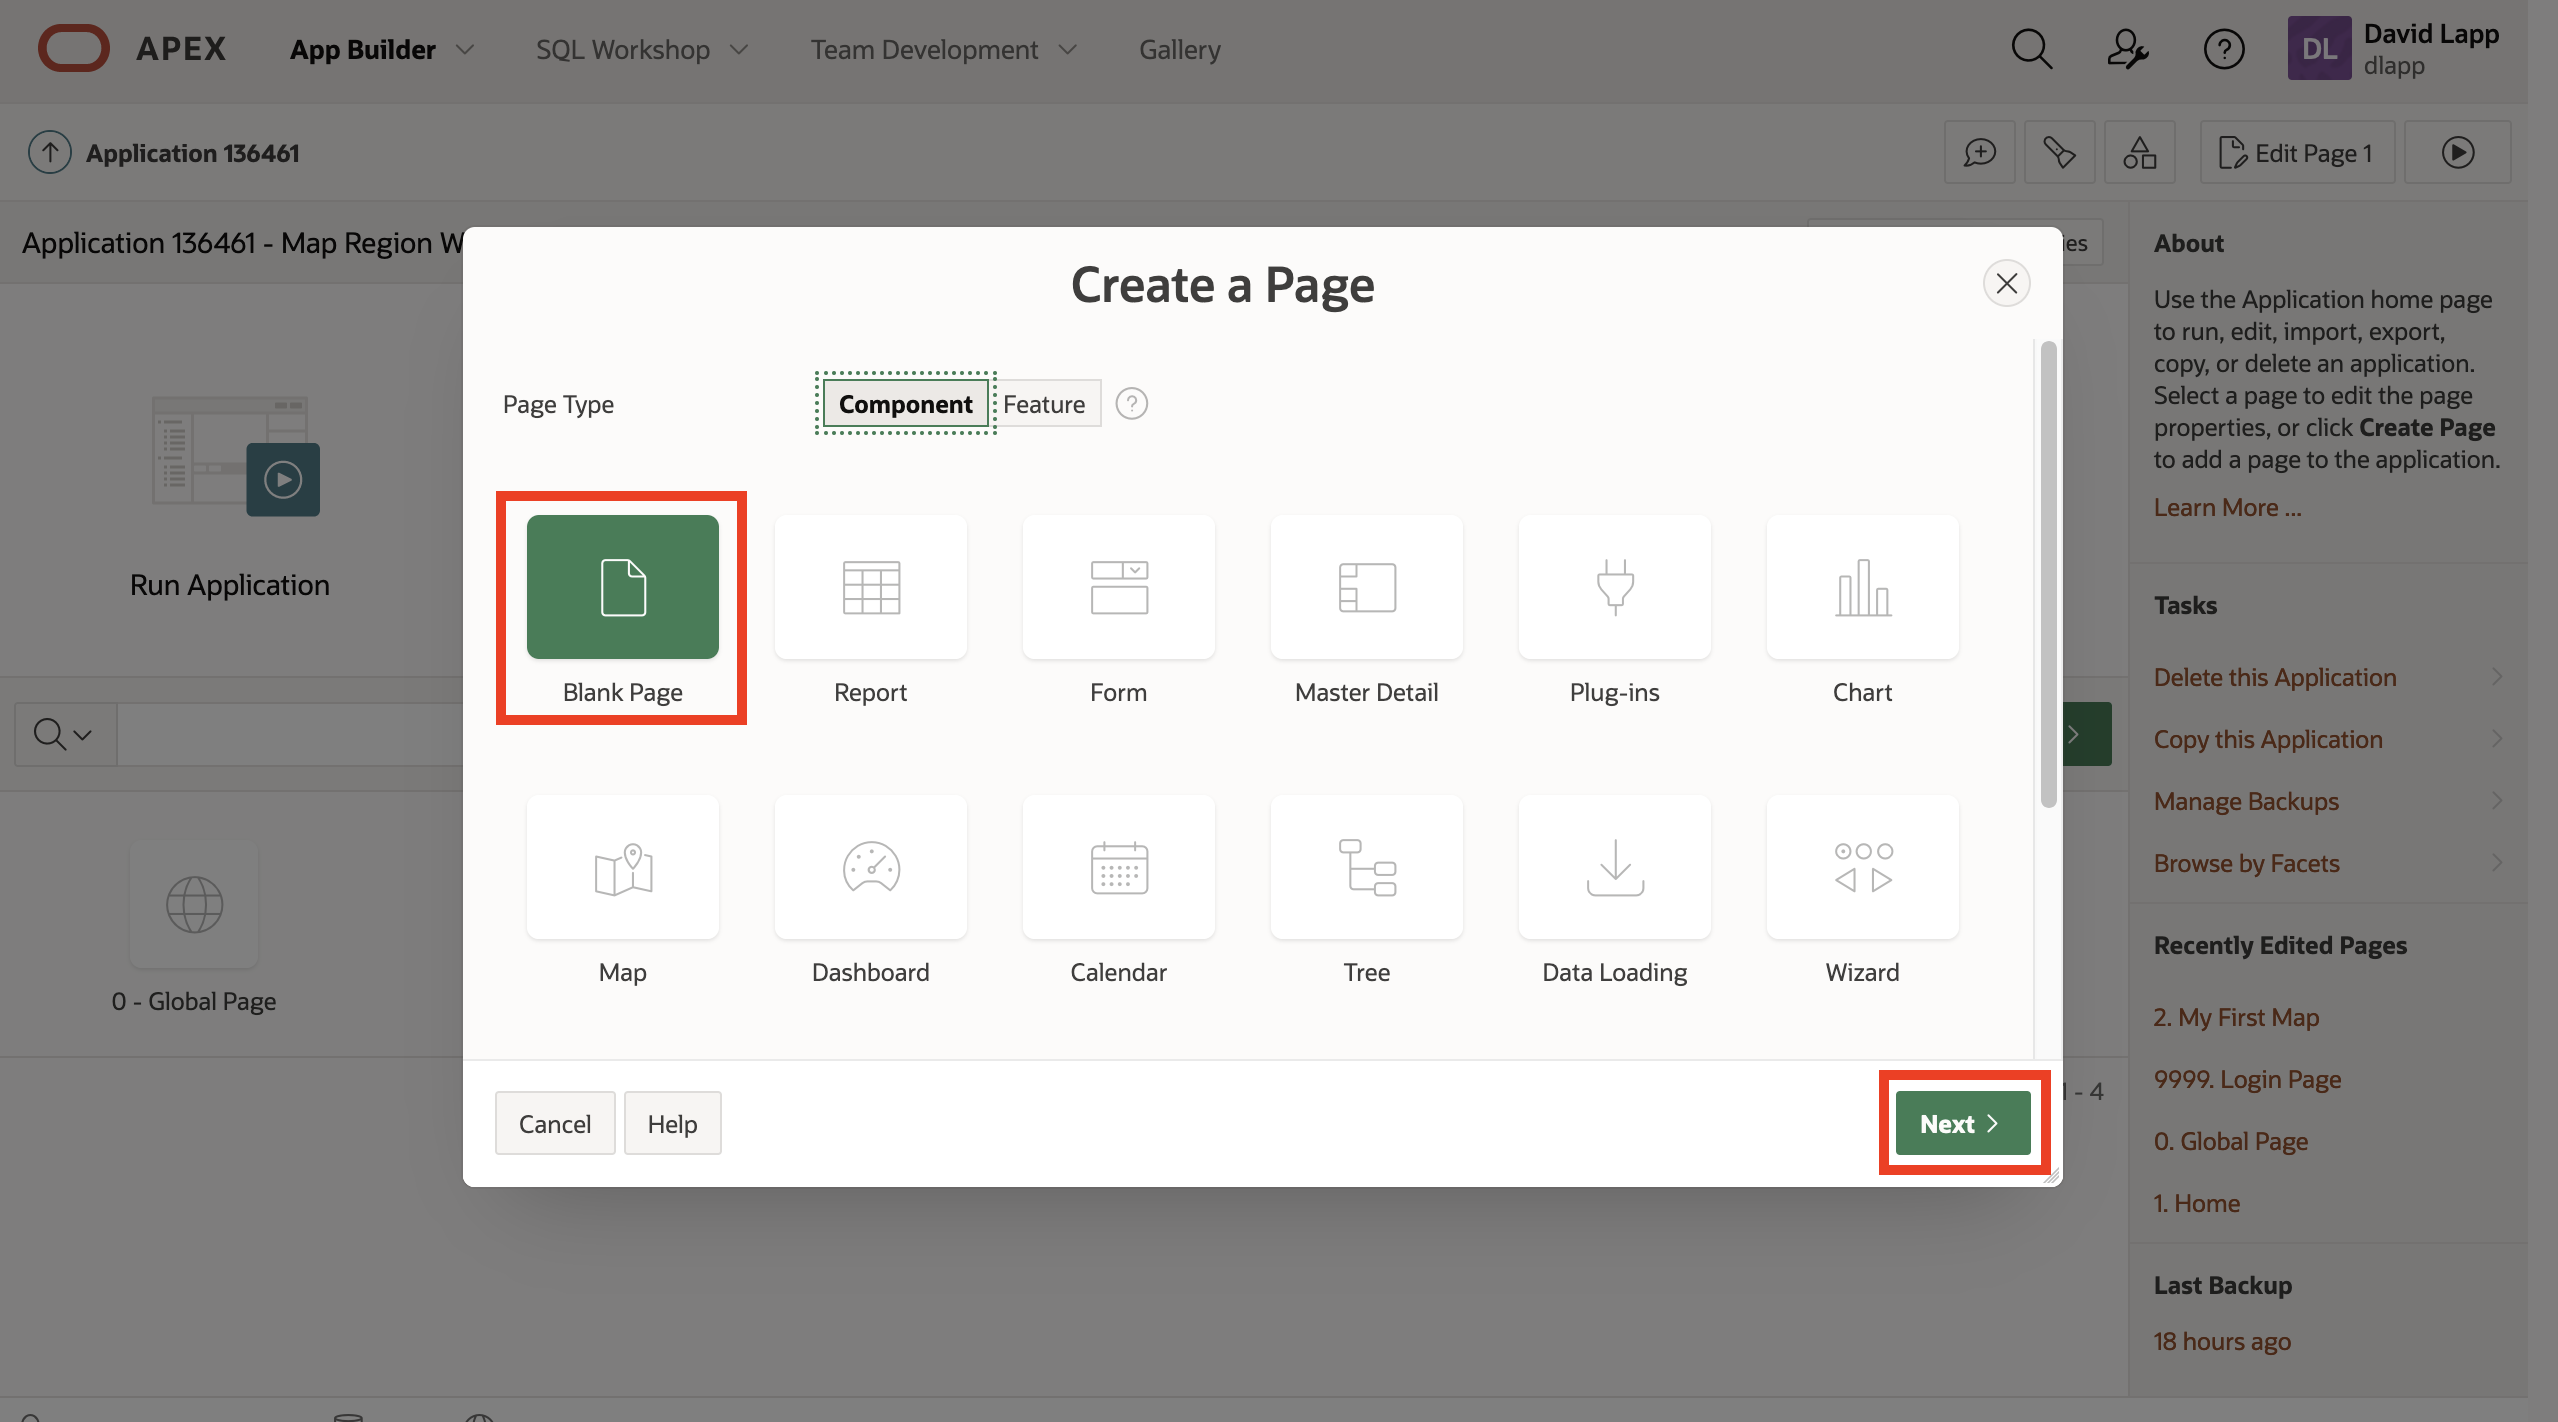 APEX
App Builder
SQL Workshop
Team Development
Gallery
DL
David Lapp
dlapp
Application 136461
Edit Page 1
Application 136461 - Map Region W
ies
Run Application
0 - Global Page
1 - 4
Create a Page
Page Type
Component
Feature
?
Blank Page
Report
Form
Master Detail
Plug-ins
Chart
Map
Dashboard
Calendar
Tree
Data Loading
Wizard
Cancel
Help
Next
About
Use the Application home page
to run, edit, import, export,
copy, or delete an application.
Select a page to edit the page
properties, or click Create Page
to add a page to the application.
Learn More ...
Tasks
Delete this Application
Copy this Application
Manage Backups
Browse by Facets
Recently Edited Pages
2. My First Map
9999. Login Page
0. Global Page
1. Home
Last Backup
18 hours ago